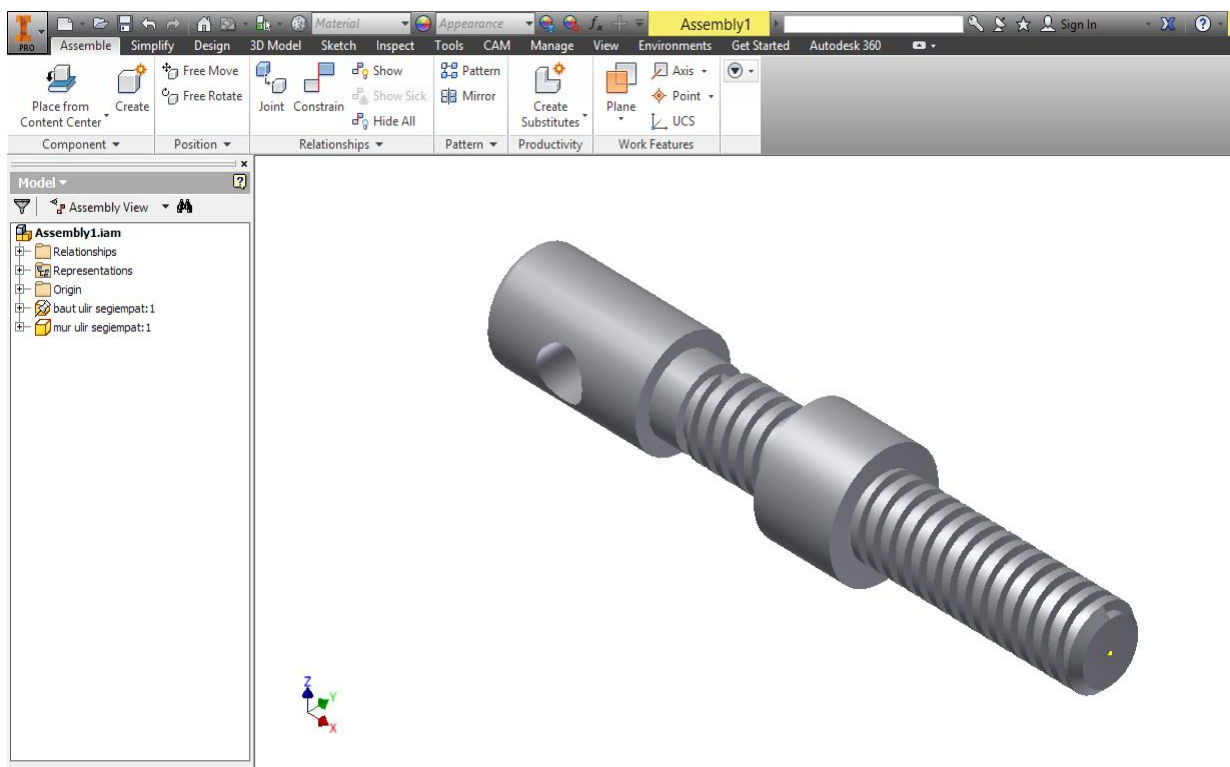 PRO
Material
Appearance
fx
Assembly1
Sign In
Assemble Simplify Design 3D Model Sketch Inspect Tools CAM Manage View Environments Get Started Autodesk 360
Place from Content Center
Create
Free Move
Free Rotate
Joint
Constrain
Show
Show Sick
Hide All
Pattern
Mirror
Create Substitutes
Plane
Axis
Point
UCS
Component Position Relationships Pattern Productivity Work Features
Model
Assembly View
Assembly1.iam
Relationships
Representations
Origin
baut ulir segiempat:1
mur ulir segiempat:1
Z
Y
X